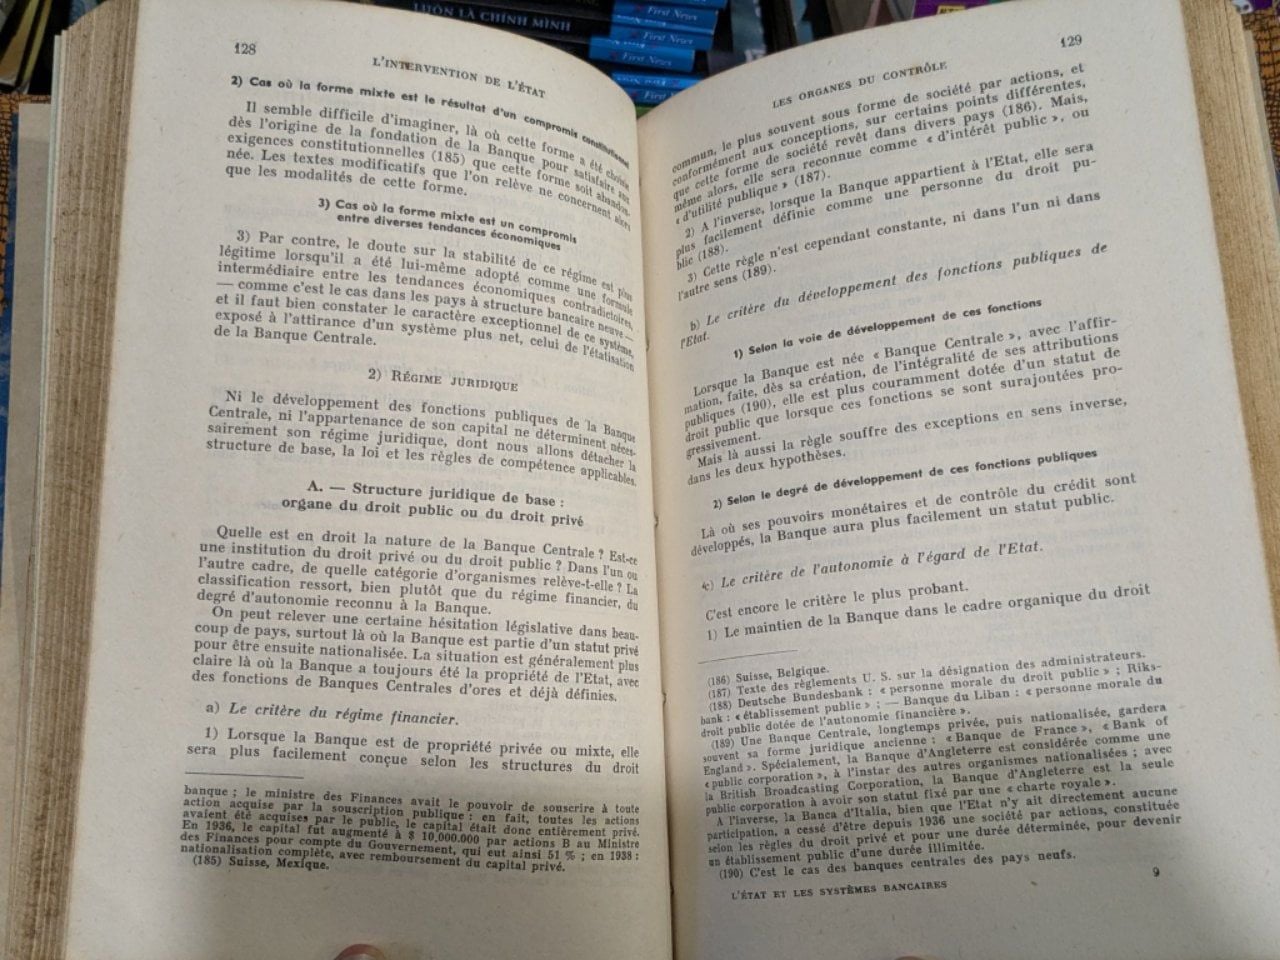 LUÔN LÀ CHÍNH MÌNH
First News
First News
First News
First News
128
L'INTERVENTION DE L'ÉTAT
2) Cas où la forme mixte est le résultat d'un compromis constitutionnel
Il semble difficile d'imaginer, là où cette forme a été choisie
dès l'origine de la fondation de la Banque pour satisfaire aux
exigences constitutionnelles (185) que cette forme soit abandon-
née. Les textes modificatifs que l'on relève ne concernent alors
que les modalités de cette forme.
3) Cas où la forme mixte est un compromis
entre diverses tendances économiques
3) Par contre, le doute sur la stabilité de ce régime est plus
légitime lorsqu'il a été lui-même adopté comme une formule
intermédiaire entre les tendances économiques contradictoires,
— comme c'est le cas dans les pays à structure bancaire neuve —
et il faut bien constater le caractère exceptionnel de ce système,
exposé à l'attirance d'un système plus net, celui de l'étatisation
de la Banque Centrale.
2) RÉGIME JURIDIQUE
Ni le développement des fonctions publiques de la Banque
Centrale, ni l'appartenance de son capital ne déterminent néces-
sairement son régime juridique, dont nous allons détacher la
structure de base, la loi et les règles de compétence applicables.
A. — Structure juridique de base :
organe du droit public ou du droit privé
Quelle est en droit la nature de la Banque Centrale ? Est-ce
une institution du droit privé ou du droit public ? Dans l'un ou
l'autre cadre, de quelle catégorie d'organismes relève-t-elle ? La
classification ressort, bien plutôt que du régime financier, du
degré d'autonomie reconnu à la Banque.
On peut relever une certaine hésitation législative dans beau-
coup de pays, surtout là où la Banque est partie d'un statut privé
pour être ensuite nationalisée. La situation est généralement plus
claire là où la Banque a toujours été la propriété de l'Etat, avec
des fonctions de Banques Centrales d'ores et déjà définies.
a) Le critère du régime financier.
1) Lorsque la Banque est de propriété privée ou mixte, elle
sera plus facilement conçue selon les structures du droit
banque ; le ministre des Finances avait le pouvoir de souscrire à toute
action acquise par la souscription publique : en fait, toutes les actions
avaient été acquises par le public, le capital était donc entièrement privé.
En 1936, le capital fut augmenté à $ 10.000.000 par actions B au Ministre
des Finances pour compte du Gouvernement, qui eut ainsi 51 % ; en 1938 :
nationalisation complète, avec remboursement du capital privé.
(185) Suisse, Mexique.
129
LES ORGANES DU CONTRÔLE
commun, le plus souvent sous forme de société par actions, et
conformément aux conceptions, sur certains points différentes,
que cette forme de société revêt dans divers pays (186). Mais,
même alors, elle sera reconnue comme « d'intérêt public », ou
« d'utilité publique » (187).
2) A l'inverse, lorsque la Banque appartient à l'Etat, elle sera
plus facilement définie comme une personne du droit pu-
blic (188).
3) Cette règle n'est cependant constante, ni dans l'un ni dans
l'autre sens (189).
b) Le critère du développement des fonctions publiques de
l'Etat.
1) Selon la voie de développement de ces fonctions
Lorsque la Banque est née « Banque Centrale », avec l'affir-
mation, faite, dès sa création, de l'intégralité de ses attributions
publiques (190), elle est plus couramment dotée d'un statut de
droit public que lorsque ces fonctions se sont surajoutées pro-
gressivement.
Mais là aussi la règle souffre des exceptions en sens inverse,
dans les deux hypothèses.
2) Selon le degré de développement de ces fonctions publiques
Là où ses pouvoirs monétaires et de contrôle du crédit sont
développés, la Banque aura plus facilement un statut public.
c) Le critère de l'autonomie à l'égard de l'Etat.
C'est encore le critère le plus probant.
1) Le maintien de la Banque dans le cadre organique du droit
(186) Suisse, Belgique.
(187) Texte des règlements U. S. sur la désignation des administrateurs.
(188) Deutsche Bundesbank : « personne morale du droit public » ; Riks-
bank : « établissement public » ; — Banque du Liban : « personne morale du
droit public dotée de l'autonomie financière ».
(189) Une Banque Centrale, longtemps privée, puis nationalisée, gardera
souvent sa forme juridique ancienne : « Banque de France », « Bank of
England ». Spécialement, la Banque d'Angleterre est considérée comme une
« public corporation », à l'instar des autres organismes nationalisées ; avec
la British Broadcasting Corporation, la Banque d'Angleterre est la seule
public corporation à avoir son statut fixé par une « charte royale ».
A l'inverse, la Banca d'Italia, bien que l'Etat n'y ait directement aucune
participation, a cessé d'être depuis 1936 une société par actions, constituée
selon les règles du droit privé et pour une durée déterminée, pour devenir
un établissement public d'une durée illimitée.
(190) C'est le cas des banques centrales des pays neufs.
L'ÉTAT ET LES SYSTÈMES BANCAIRES
9